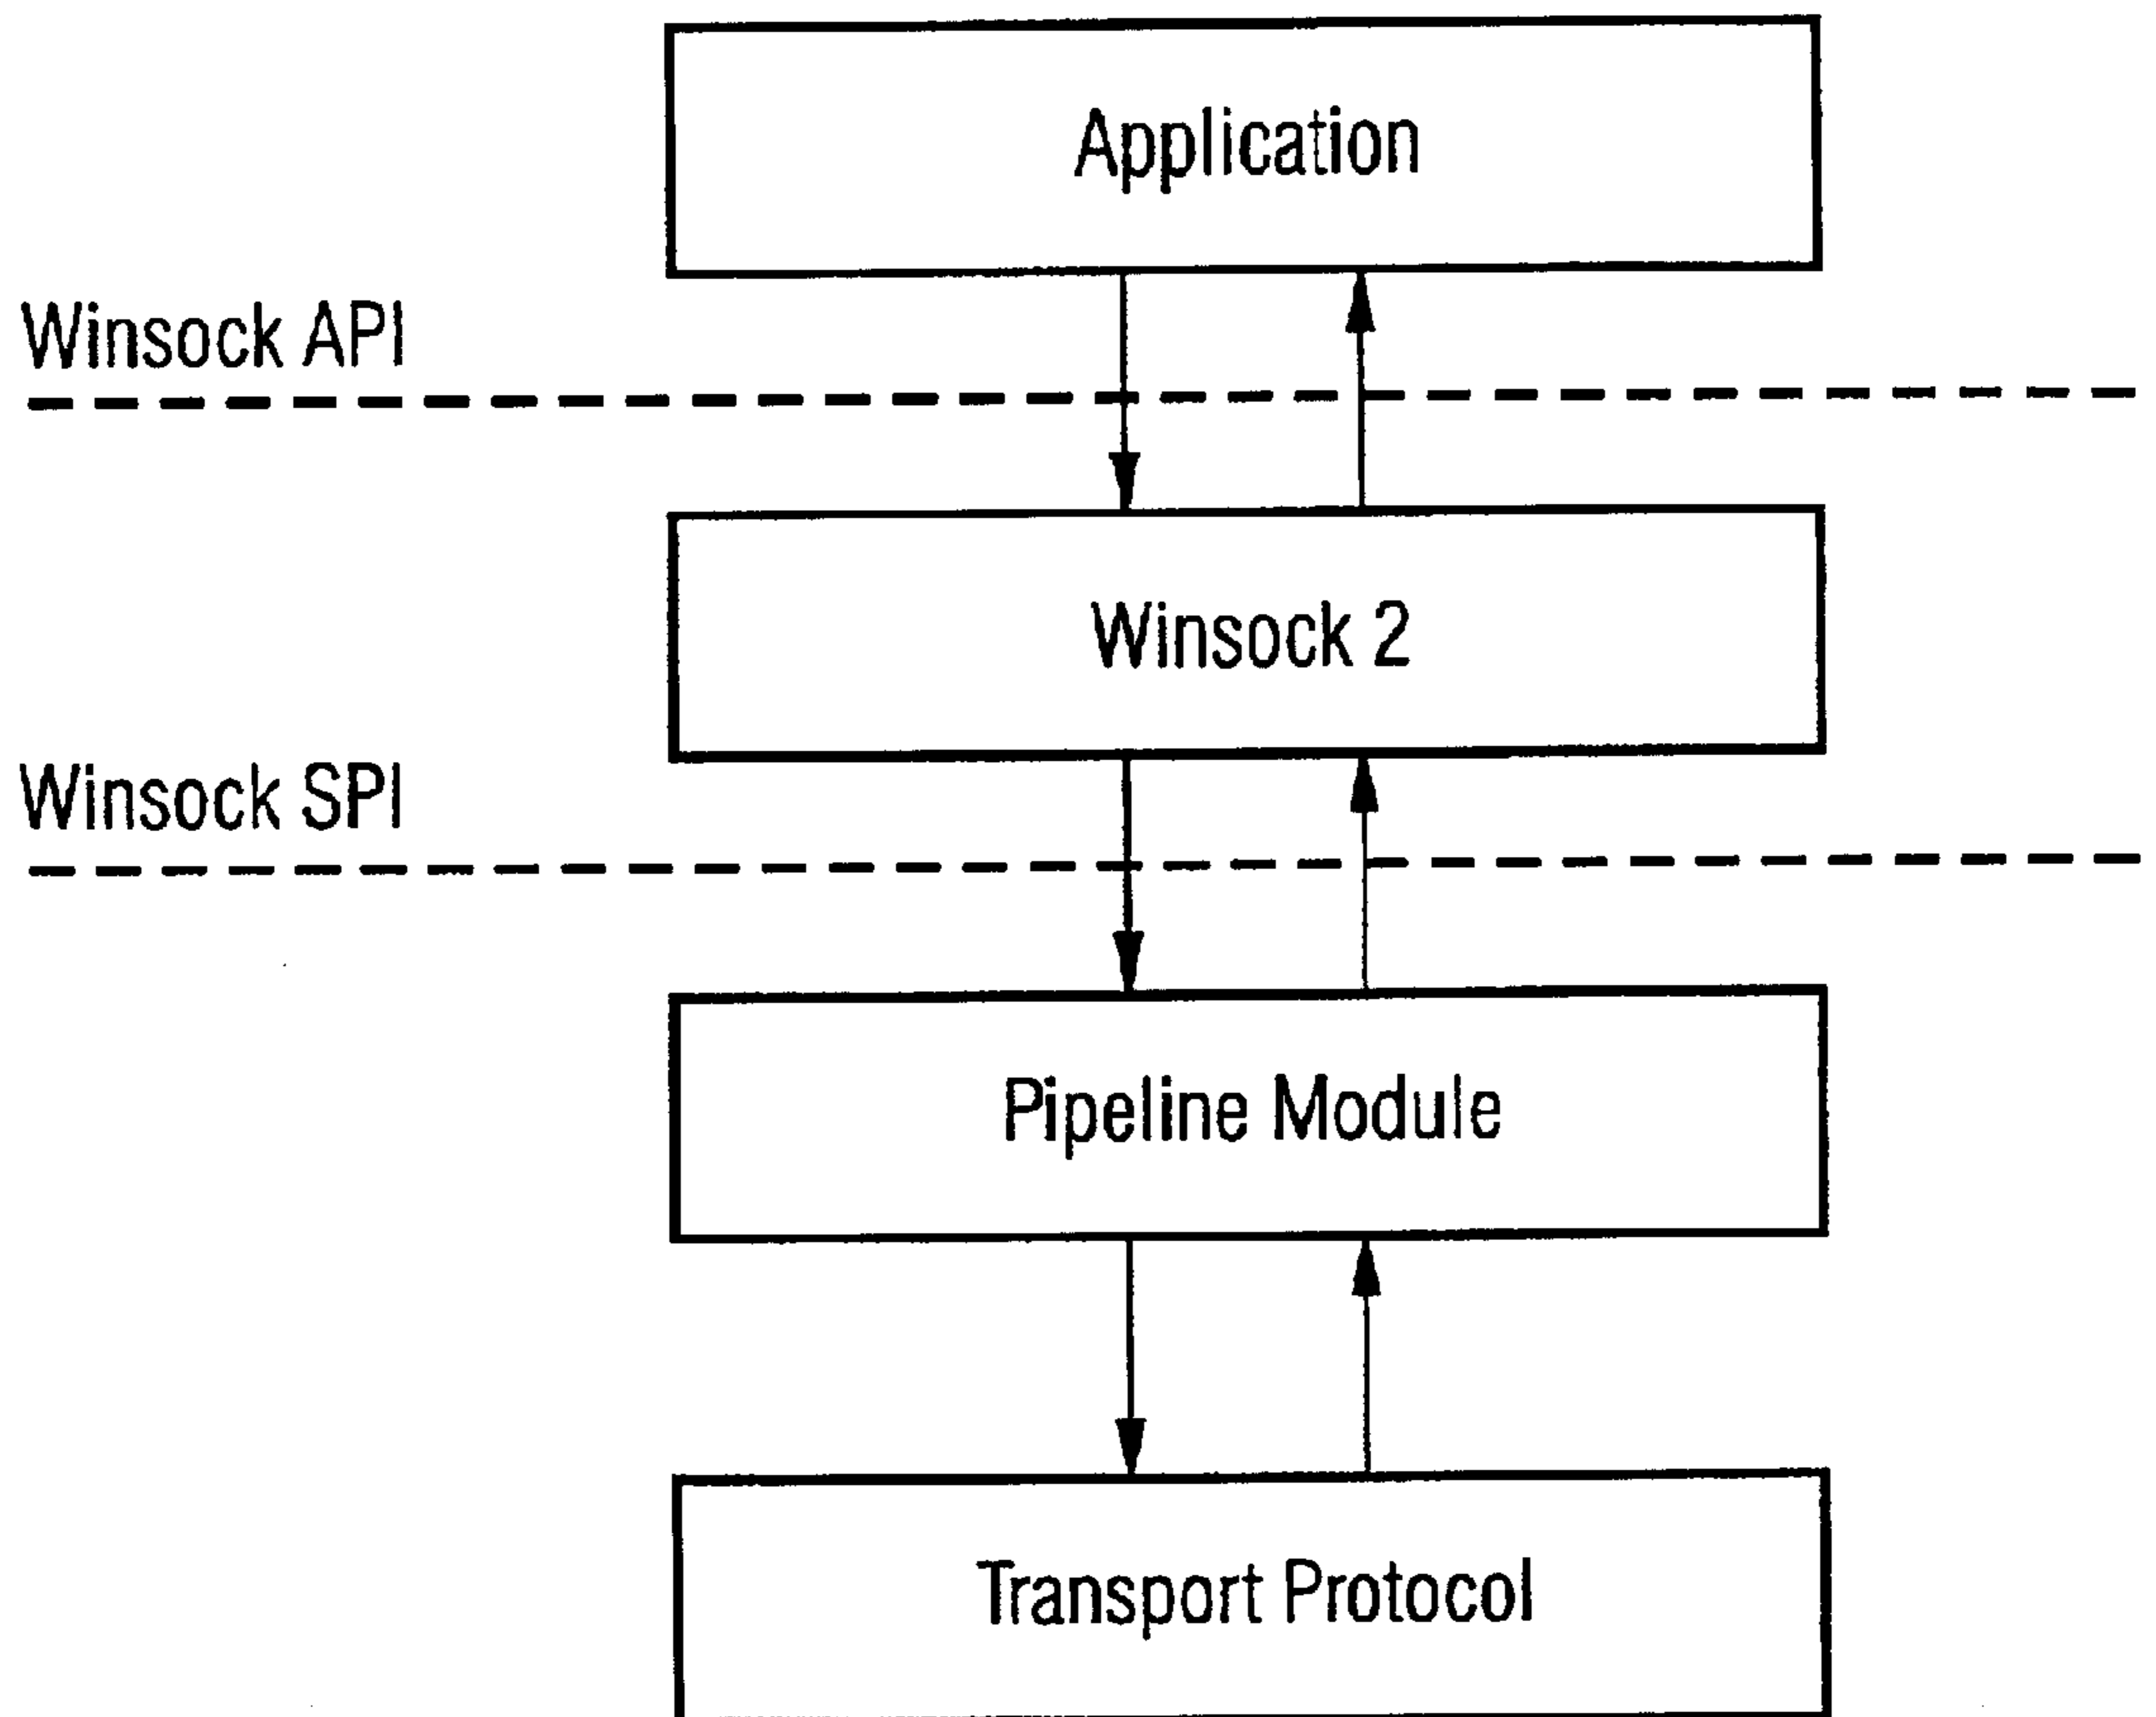 Application
Winsock API
Winsock 2
Winsock SPI
Pipeline Module
Transport Protocol